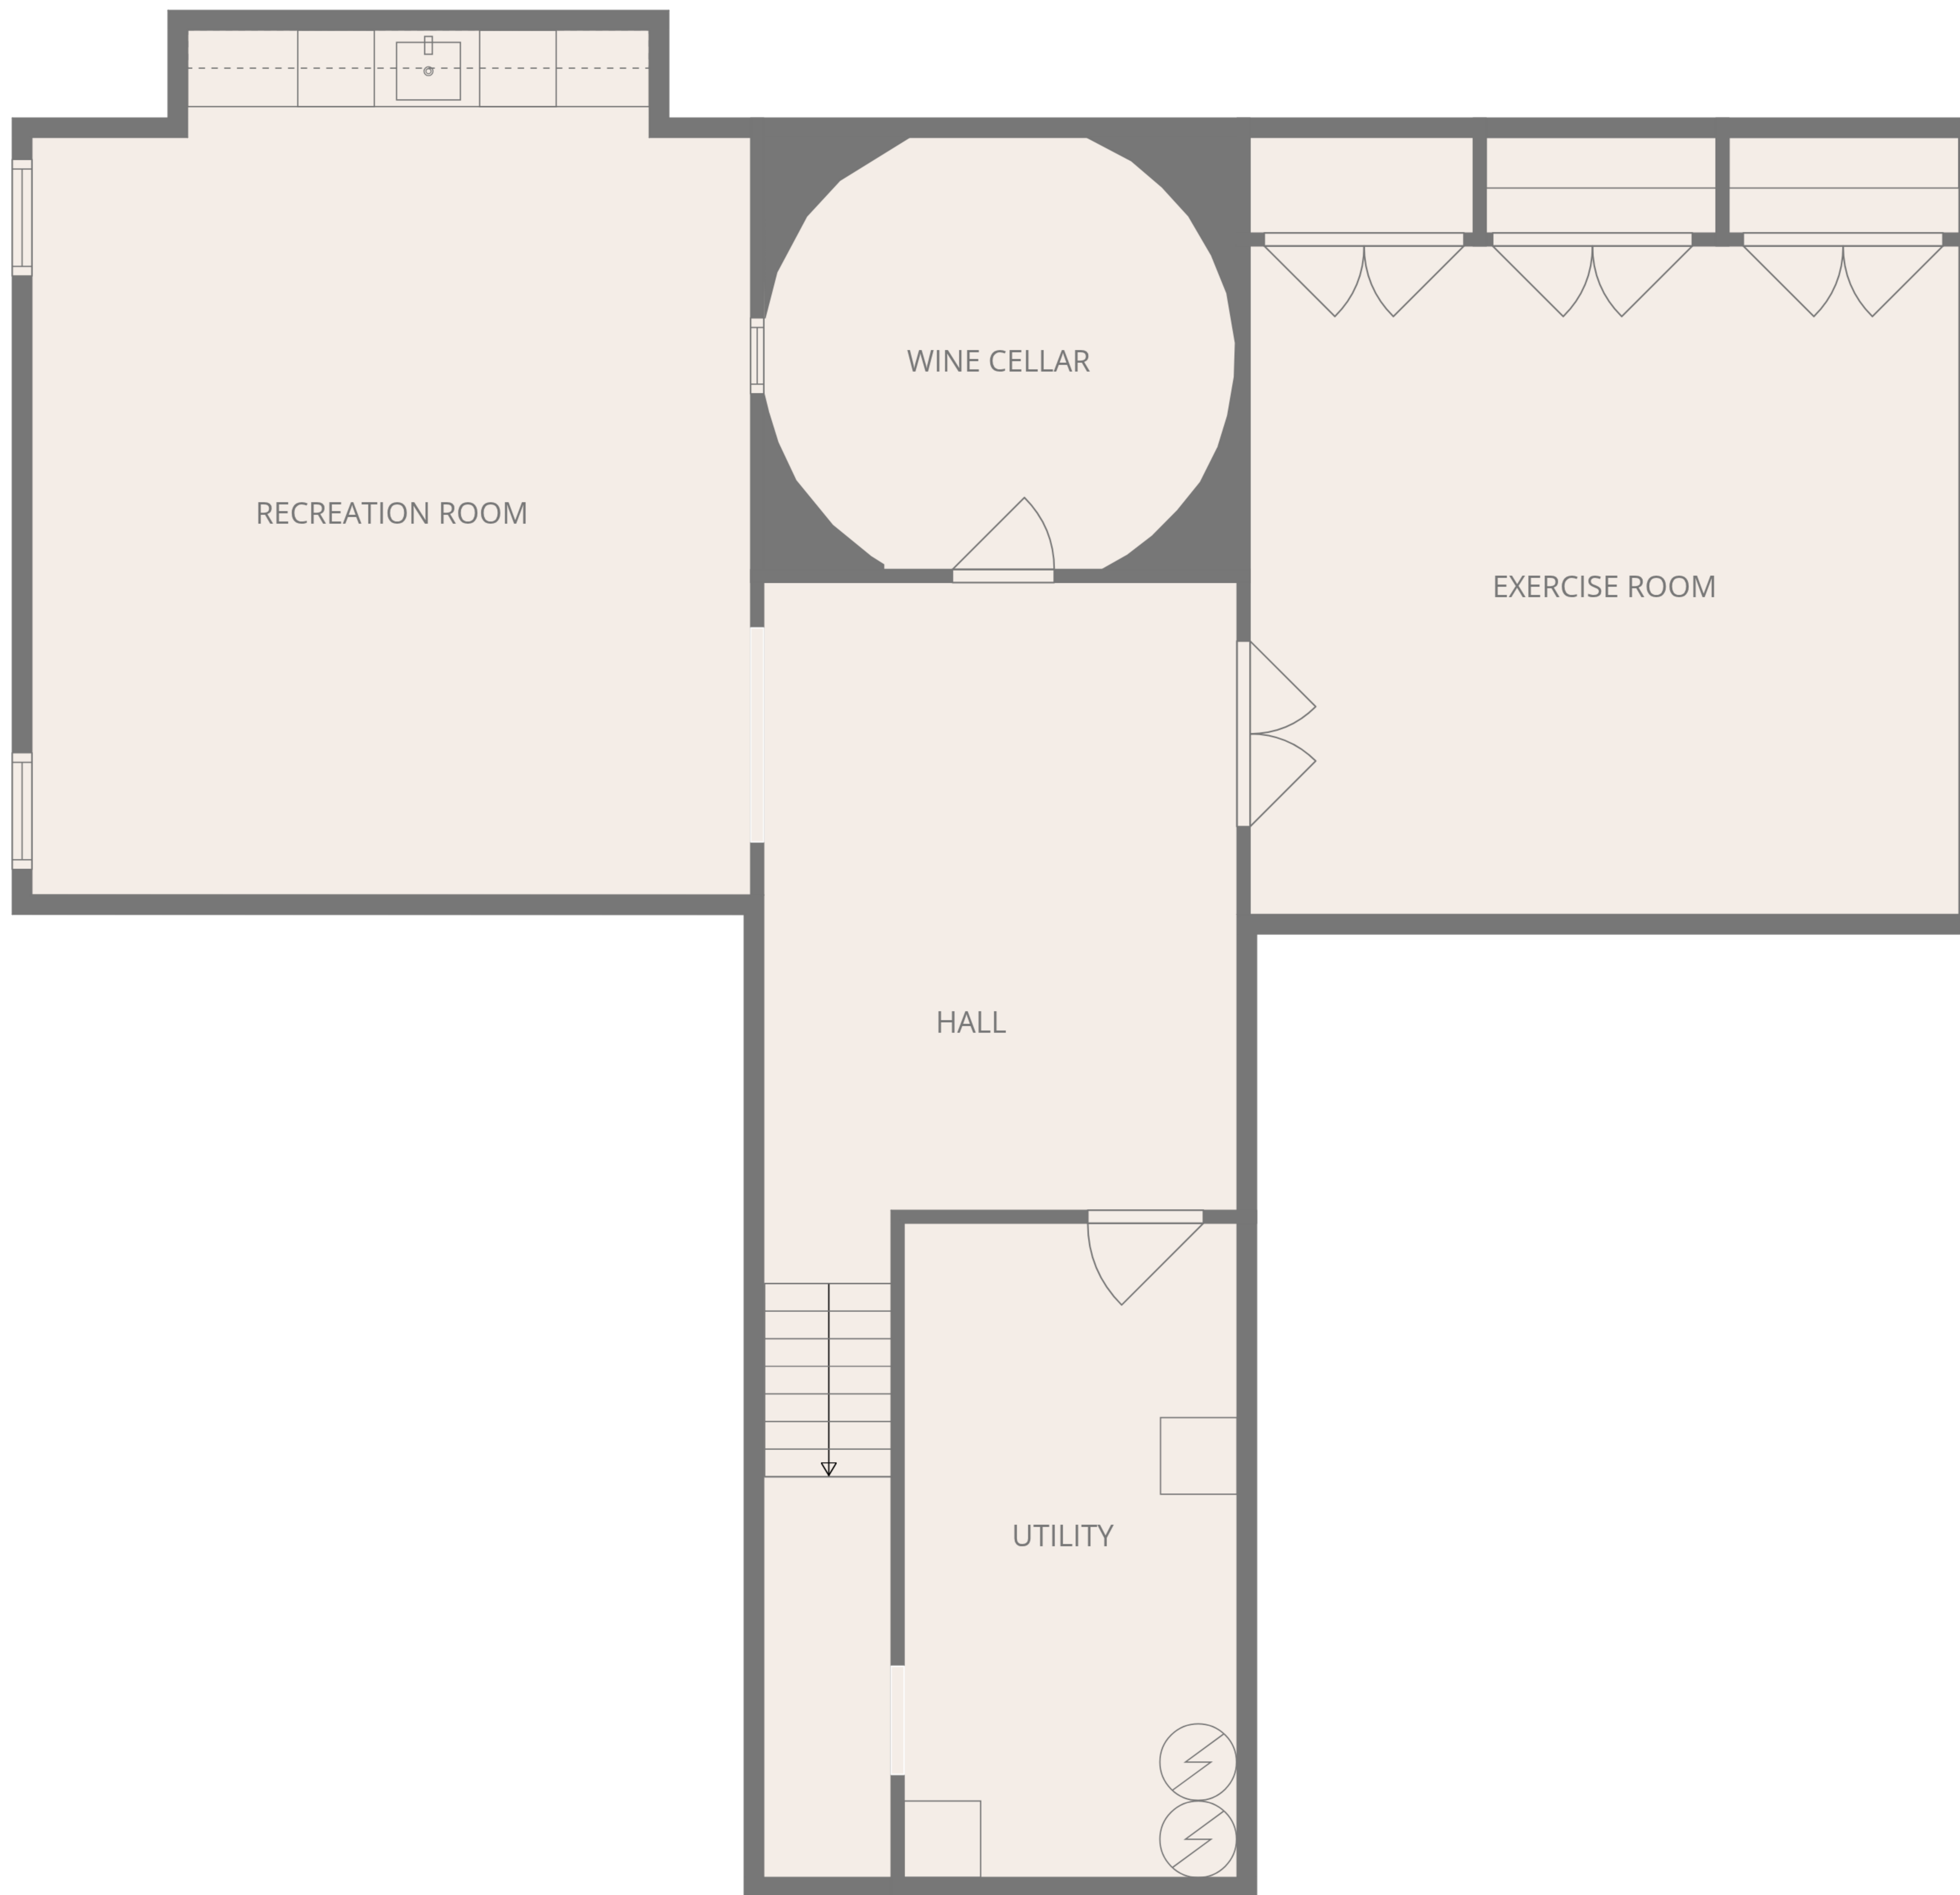 WINE CELLAR
RECREATION ROOM
EXERCISE ROOM
HALL
UTILITY